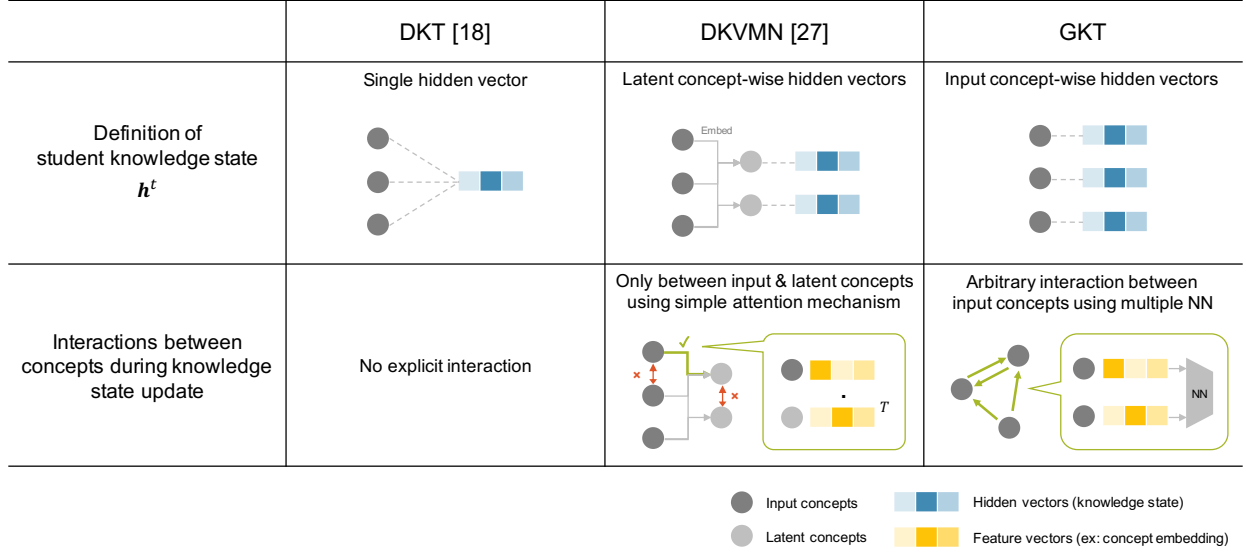 DKT [18]
DKVMN [27]
GKT
Definition of
student knowledge state
h^t
Single hidden vector
Latent concept-wise hidden vectors
Embed
Input concept-wise hidden vectors
Interactions between
concepts during knowledge
state update
No explicit interaction
Only between input & latent concepts
using simple attention mechanism
T
Arbitrary interaction between
input concepts using multiple NN
NN
Input concepts
Hidden vectors (knowledge state)
Latent concepts
Feature vectors (ex: concept embedding)